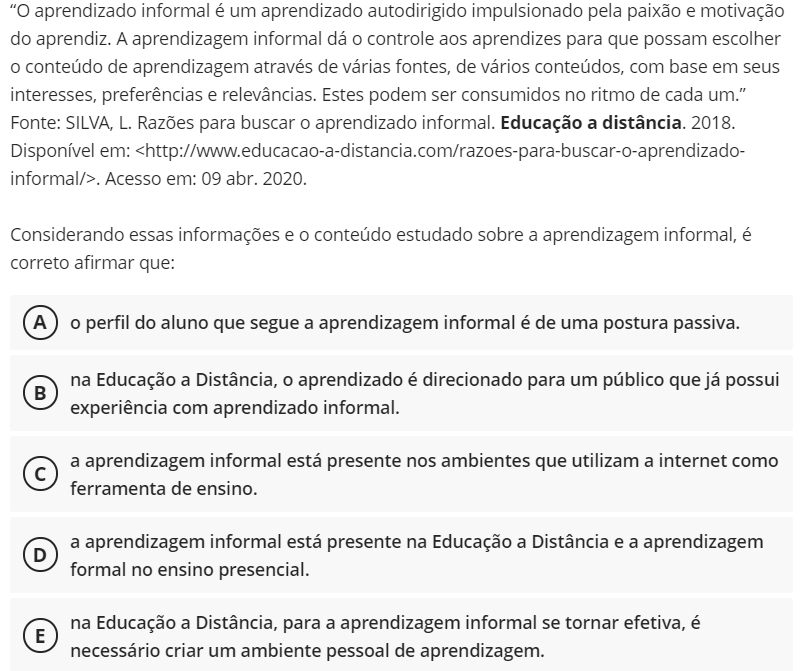 “O aprendizado informal é um aprendizado autodirigido impulsionado pela paixão e motivação
do aprendiz. A aprendizagem informal dá o controle aos aprendizes para que possam escolher
o conteúdo de aprendizagem através de várias fontes, de vários conteúdos, com base em seus
interesses, preferências e relevâncias. Estes podem ser consumidos no ritmo de cada um.”
Fonte: SILVA, L. Razões para buscar o aprendizado informal. Educação a distância. 2018.
Disponível em: <http://www.educacao-a-distancia.com/razoes-para-buscar-o-aprendizado-
informal/>. Acesso em: 09 abr. 2020.
Considerando essas informações e o conteúdo estudado sobre a aprendizagem informal, é
correto afirmar que:
A o perfil do aluno que segue a aprendizagem informal é de uma postura passiva.
na Educação a Distância, o aprendizado é direcionado para um público que já possui
B experiência com aprendizado informal.
a aprendizagem informal está presente nos ambientes que utilizam a internet como
C ferramenta de ensino.
a aprendizagem informal está presente na Educação a Distância e a aprendizagem
D formal no ensino presencial.
na Educação a Distância, para a aprendizagem informal se tornar efetiva, é
E necessário criar um ambiente pessoal de aprendizagem.